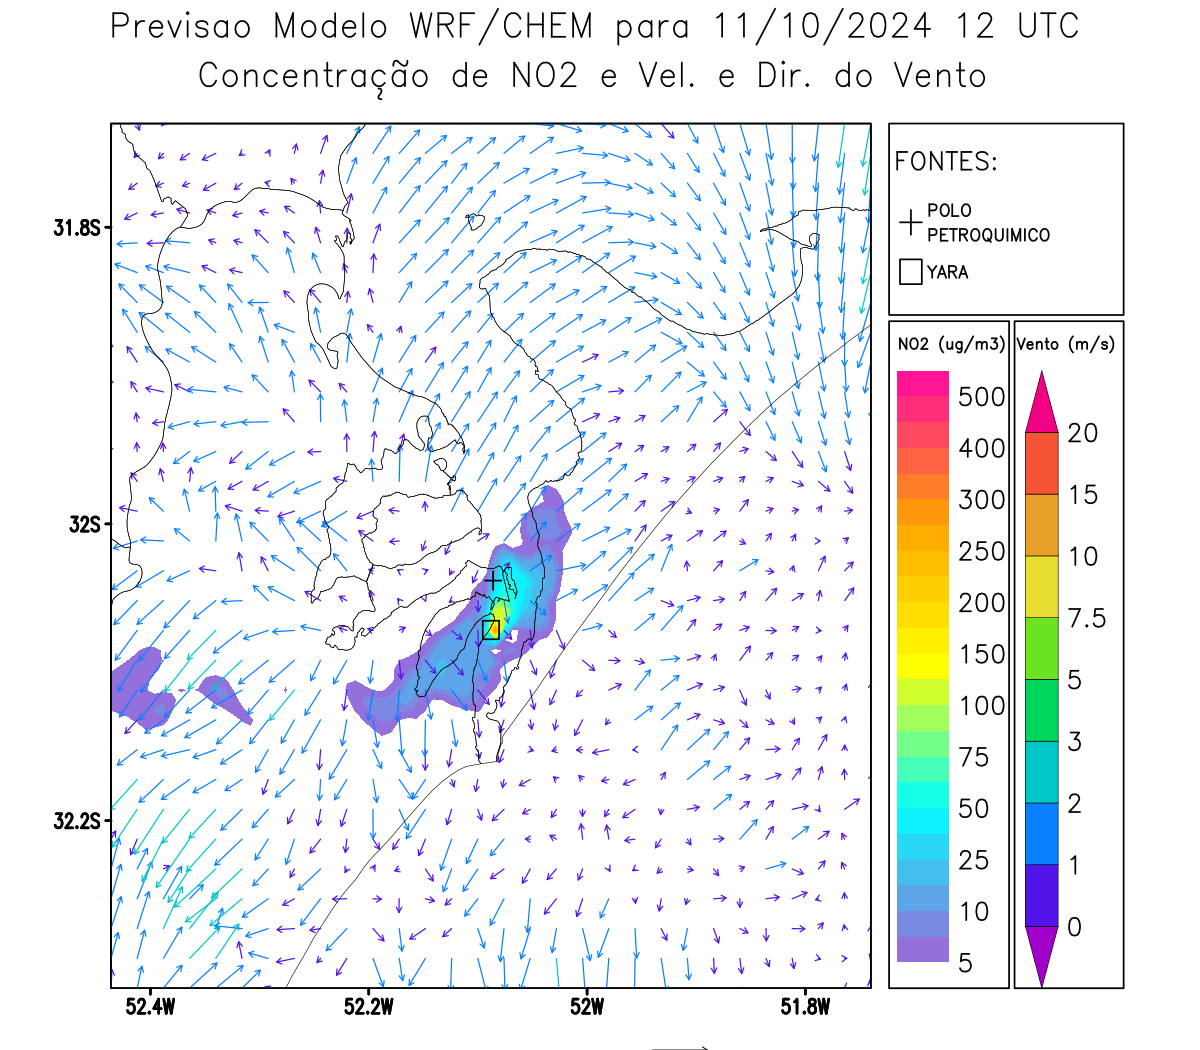 Previsao Modelo WRF/CHEM para 11/10/2024 12 UTC
Concentração de NO2 e Vel. e Dir. do Vento
FONTES:
POLO
PETROQUIMICO
YARA
31.8S
32S
32.2S
52.4W
52.2W
52W
51.8W
NO2 (ug/m3)
500
400
300
250
200
150
100
75
50
25
10
5
Vento (m/s)
20
15
10
7.5
5
3
2
1
0